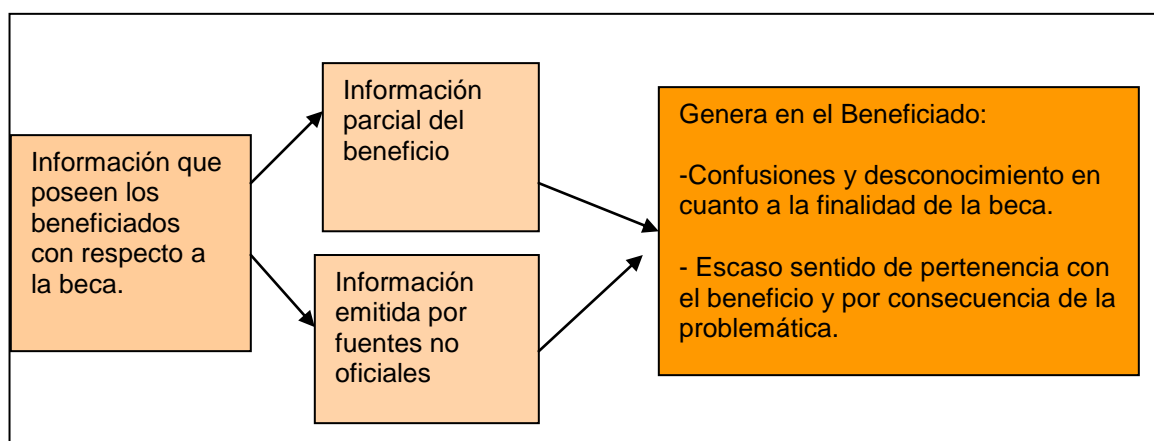 Información que
poseen los
beneficiados
con respecto a
la beca.
Información
parcial del
beneficio
Información
emitida por
fuentes no
oficiales
Genera en el Beneficiado:
-Confusiones y desconocimiento en
cuanto a la finalidad de la beca.
- Escaso sentido de pertenencia con
el beneficio y por consecuencia de la
problemática.